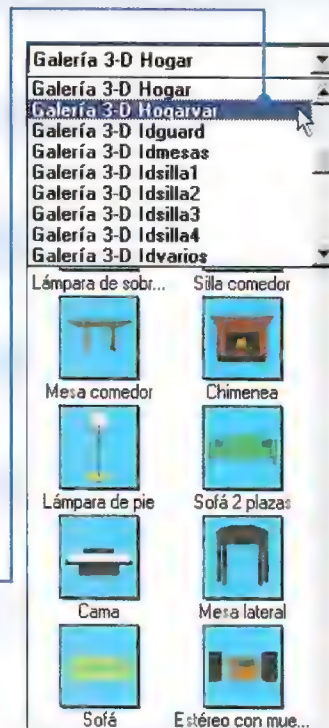 Galería 3-D Hogar
Galería 3-D Hogar
Galería 3-D Hogarvar
Galería 3-D Idguard
Galería 3-D Idmesas
Galería 3-D Idsilla1
Galería 3-D Idsilla2
Galería 3-D Idsilla3
Galería 3-D Idsilla4
Galería 3-D Idvarios
Lámpara de sobr... Silla comedor
Mesa comedor Chimenea
Lámpara de pie Sofá 2 plazas
Cama Mesa lateral
Sofá Estéreo con mue...